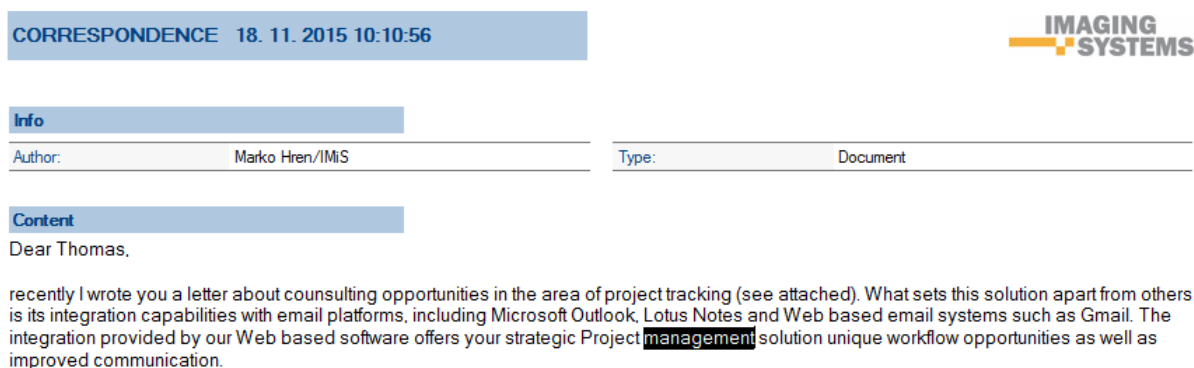 CORRESPONDENCE 18. 11. 2015 10:10:56
IMAGING
SYSTEMS
Info
Author: Marko Hren/IMiS Type: Document
Content
Dear Thomas,
recently I wrote you a letter about counsulting opportunities in the area of project tracking (see attached). What sets this solution apart from others
is its integration capabilities with email platforms, including Microsoft Outlook, Lotus Notes and Web based email systems such as Gmail. The
integration provided by our Web based software offers your strategic Project management solution unique workflow opportunities as well as
improved communication.